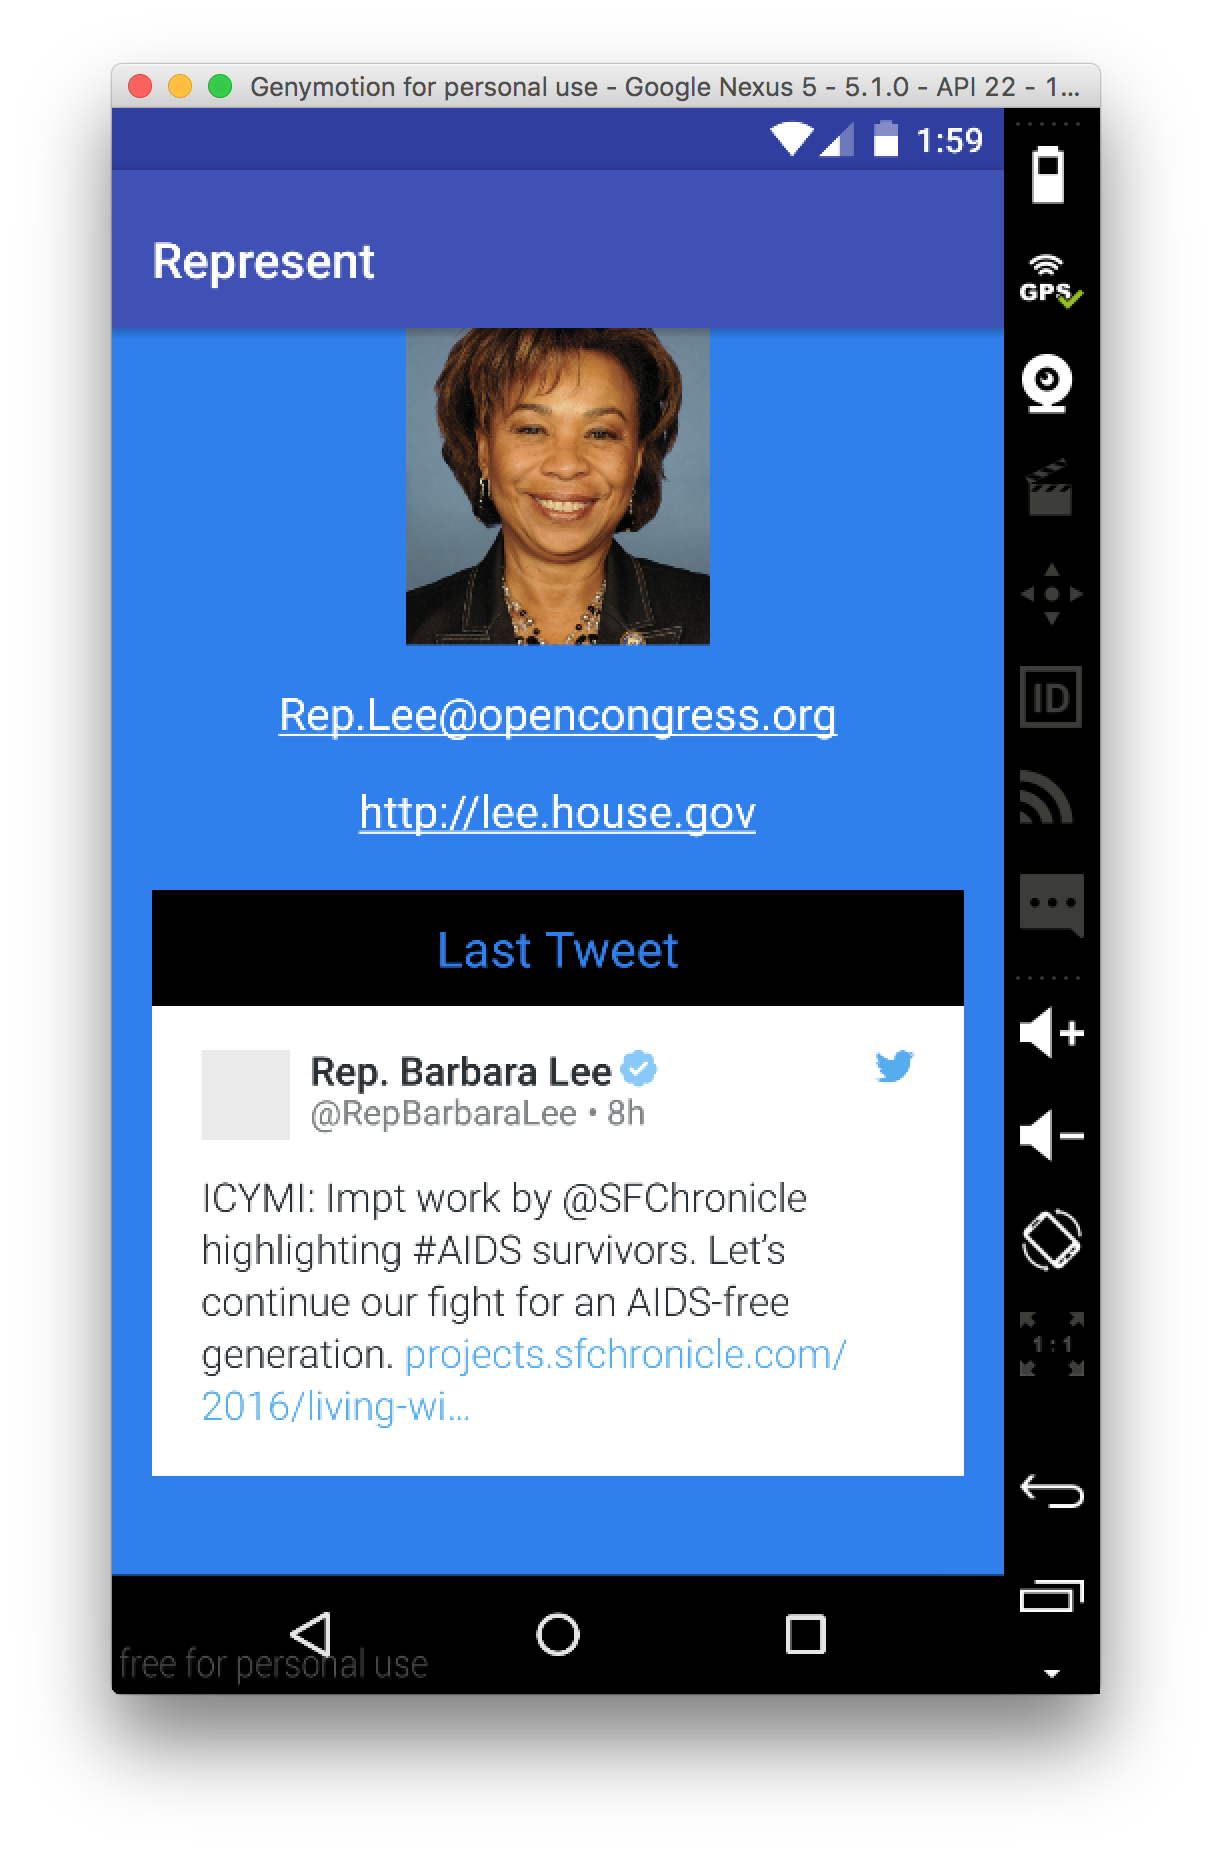 Genymotion for personal use - Google Nexus 5 - 5.1.0 - API 22 - 1...
1:59
Represent
GPS
Rep.Lee@opencongress.org
http://lee.house.gov
ID
Last Tweet
Rep. Barbara Lee
@RepBarbaraLee • 8h
ICYMI: Impt work by @SFChronicle
highlighting #AIDS survivors. Let's
continue our fight for an AIDS-free
generation. projects.sfchronicle.com/
2016/living-wi...
1:1
free for personal use